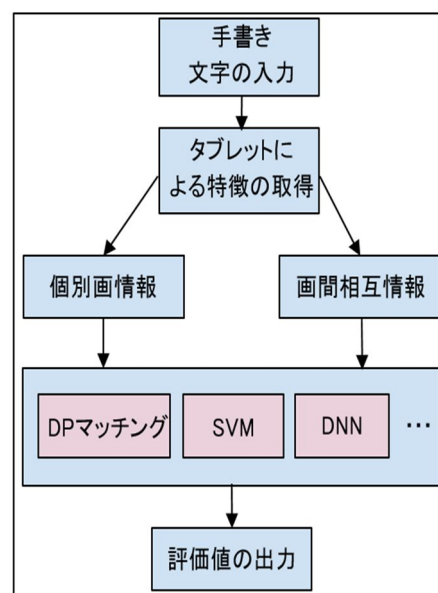 手書き
文字の入力
タブレットに
よる特徴の取得
個別画情報
画間相互情報
DPマッチング
SVM
DNN
…
評価値の出力